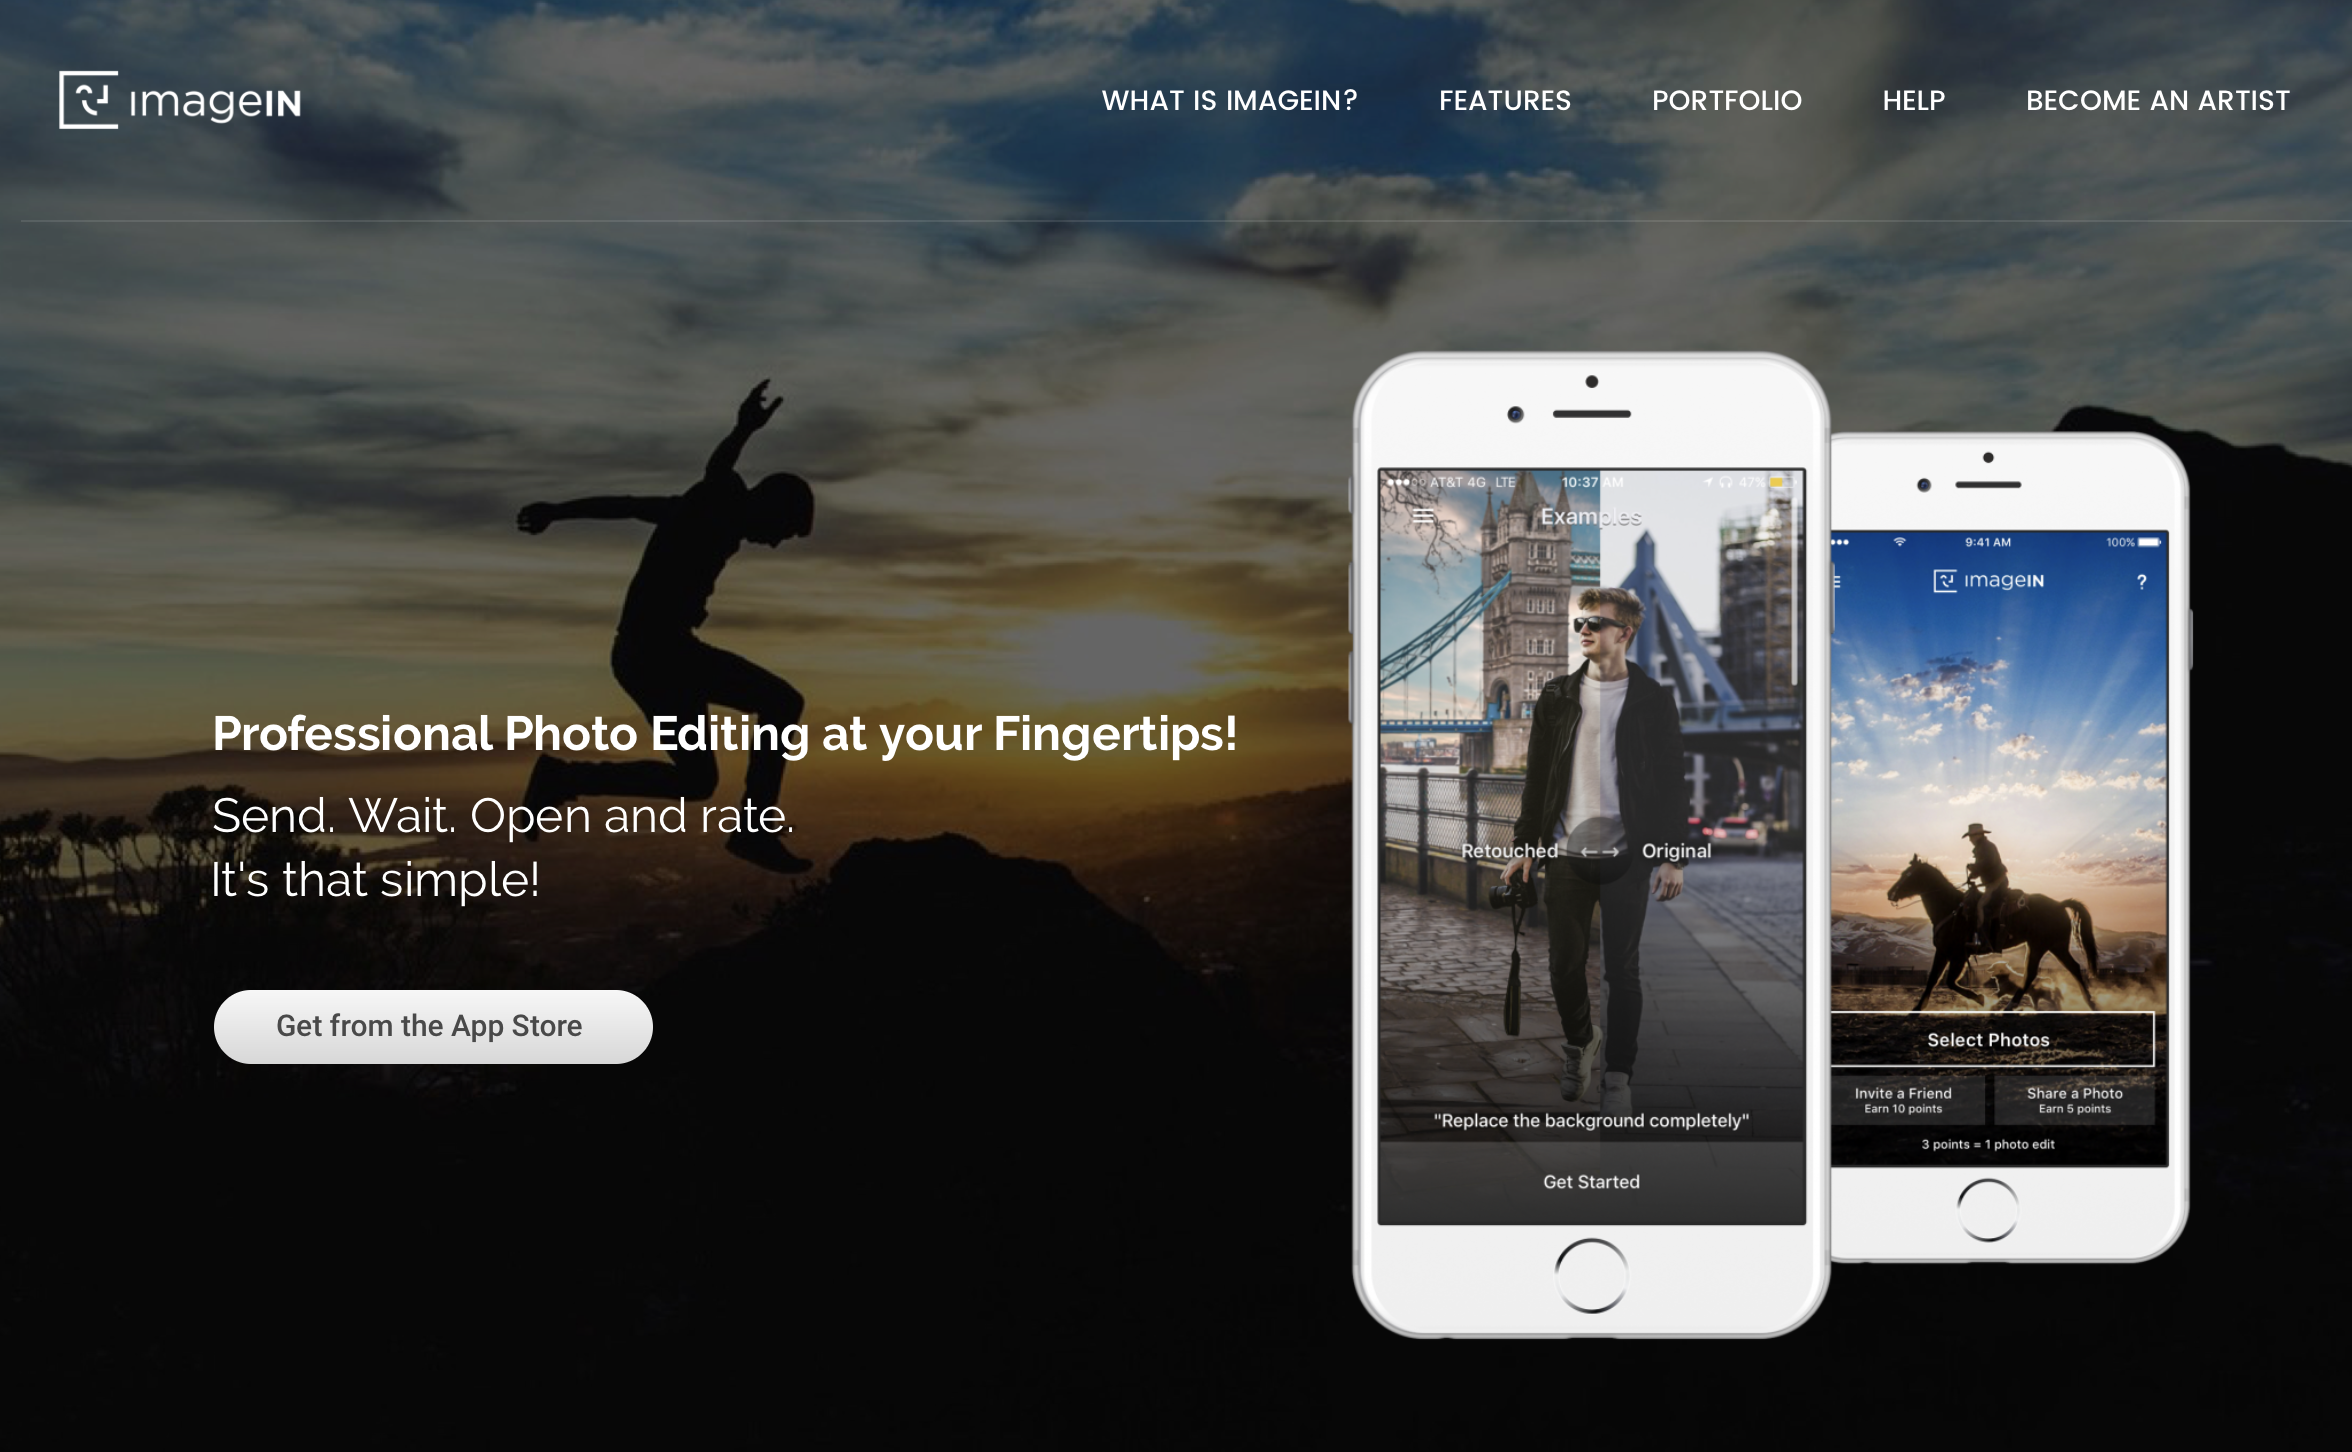 imageIN
WHAT IS IMAGEIN?
FEATURES
PORTFOLIO
HELP
BECOME AN ARTIST
Professional Photo Editing at your Fingertips!
Send. Wait. Open and rate.
It's that simple!
Get from the App Store
AT&T 4G LTE 10:37 AM 47%
Examples
Retouched ←→ Original
"Replace the background completely"
Get Started
9:41 AM 100%
imageIN ?
Select Photos
Invite a Friend
Earn 10 points
Share a Photo
Earn 5 points
3 points = 1 photo edit